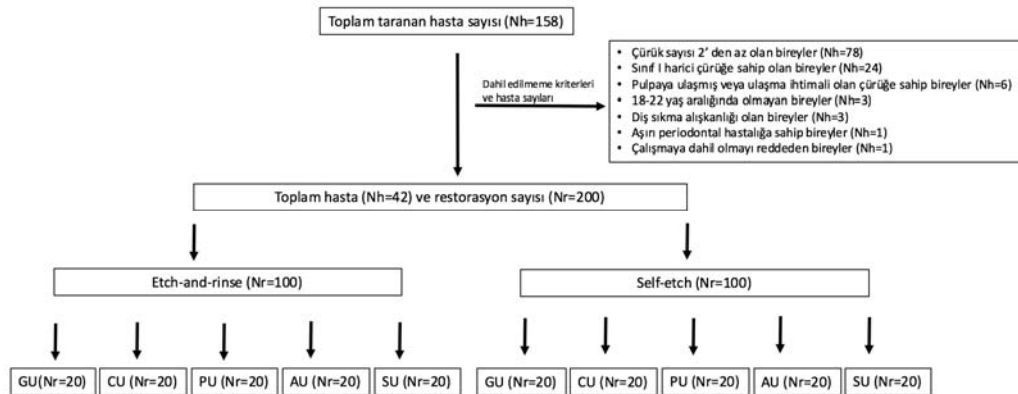 Toplam taranan hasta sayısı (Nh=158)
Dahil edilmeme kriterleri
ve hasta sayıları
• Çürük sayısı 2' den az olan bireyler (Nh=78)
• Sınıf I harici çürüğe sahip olan bireyler (Nh=24)
• Pulpaya ulaşmış veya ulaşma ihtimali olan çürüğe sahip bireyler (Nh=6)
• 18-22 yaş aralığında olmayan bireyler (Nh=3)
• Diş sıkma alışkanlığı olan bireyler (Nh=3)
• Aşırı periodontal hastalığa sahip bireyler (Nh=1)
• Çalışmaya dahil olmayı reddeden bireyler (Nh=1)
Toplam hasta (Nh=42) ve restorasyon sayısı (Nr=200)
Etch-and-rinse (Nr=100)
Self-etch (Nr=100)
GU(Nr=20)
CU (Nr=20)
PU (Nr=20)
AU (Nr=20)
SU (Nr=20)
GU (Nr=20)
CU (Nr=20)
PU (Nr=20)
AU (Nr=20)
SU (Nr=20)